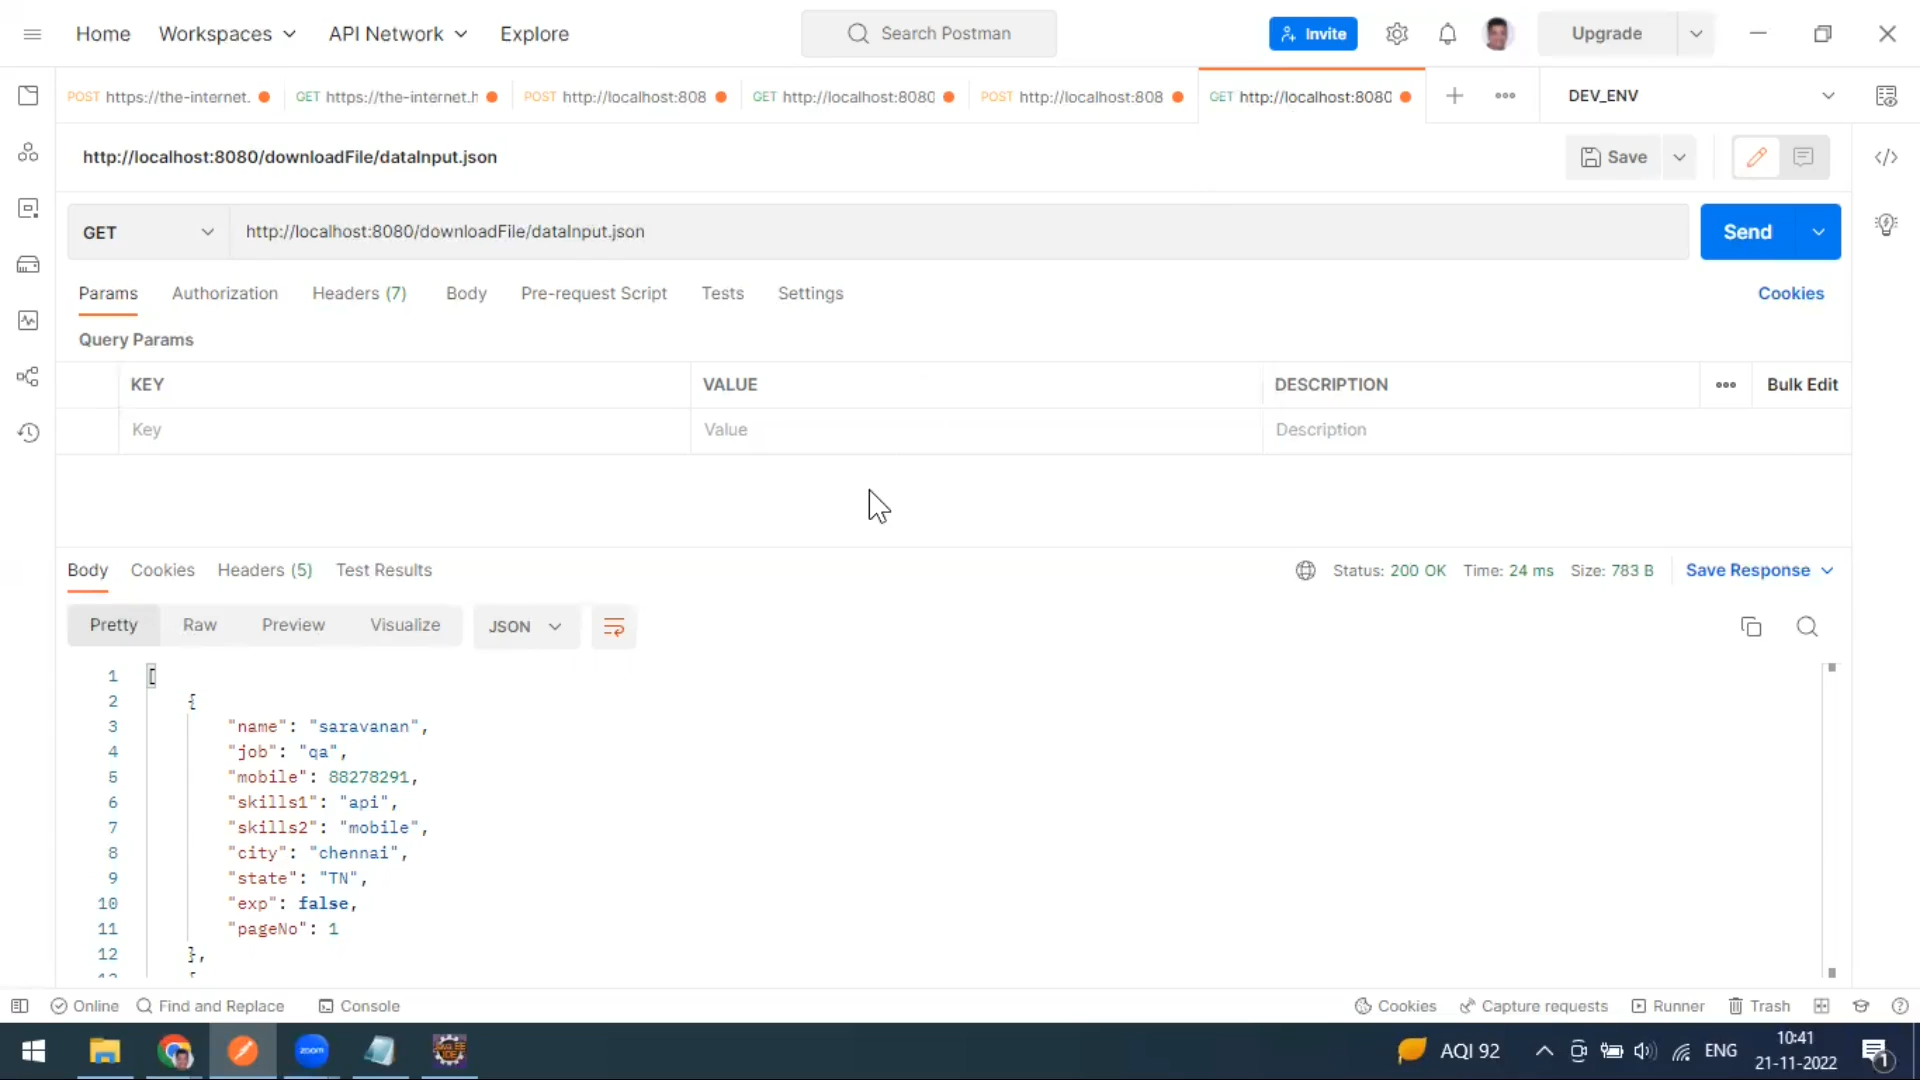 Home Workspaces API Network Explore Search Postman Invite Upgrade
POST https://the-internet. GET https://the-internet.h POST http://localhost:808 GET http://localhost:8080 POST http://localhost:808 GET http://localhost:8080 DEV_ENV
http://localhost:8080/downloadFile/dataInput.json Save
GET http://localhost:8080/downloadFile/dataInput.json Send
Params Authorization Headers (7) Body Pre-request Script Tests Settings Cookies
Query Params
KEY VALUE DESCRIPTION Bulk Edit
Key Value Description
Body Cookies Headers (5) Test Results Status: 200 OK Time: 24 ms Size: 783 B Save Response
Pretty Raw Preview Visualize JSON
1 [
2 {
3 "name": "saravanan",
4 "job": "qa",
5 "mobile": 88278291,
6 "skills1": "api",
7 "skills2": "mobile",
8 "city": "chennai",
9 "state": "TN",
10 "exp": false,
11 "pageNo": 1
12 },
Online Find and Replace Console Cookies Capture requests Runner Trash
zoom AQI 92 ENG 10:41
21-11-2022 1